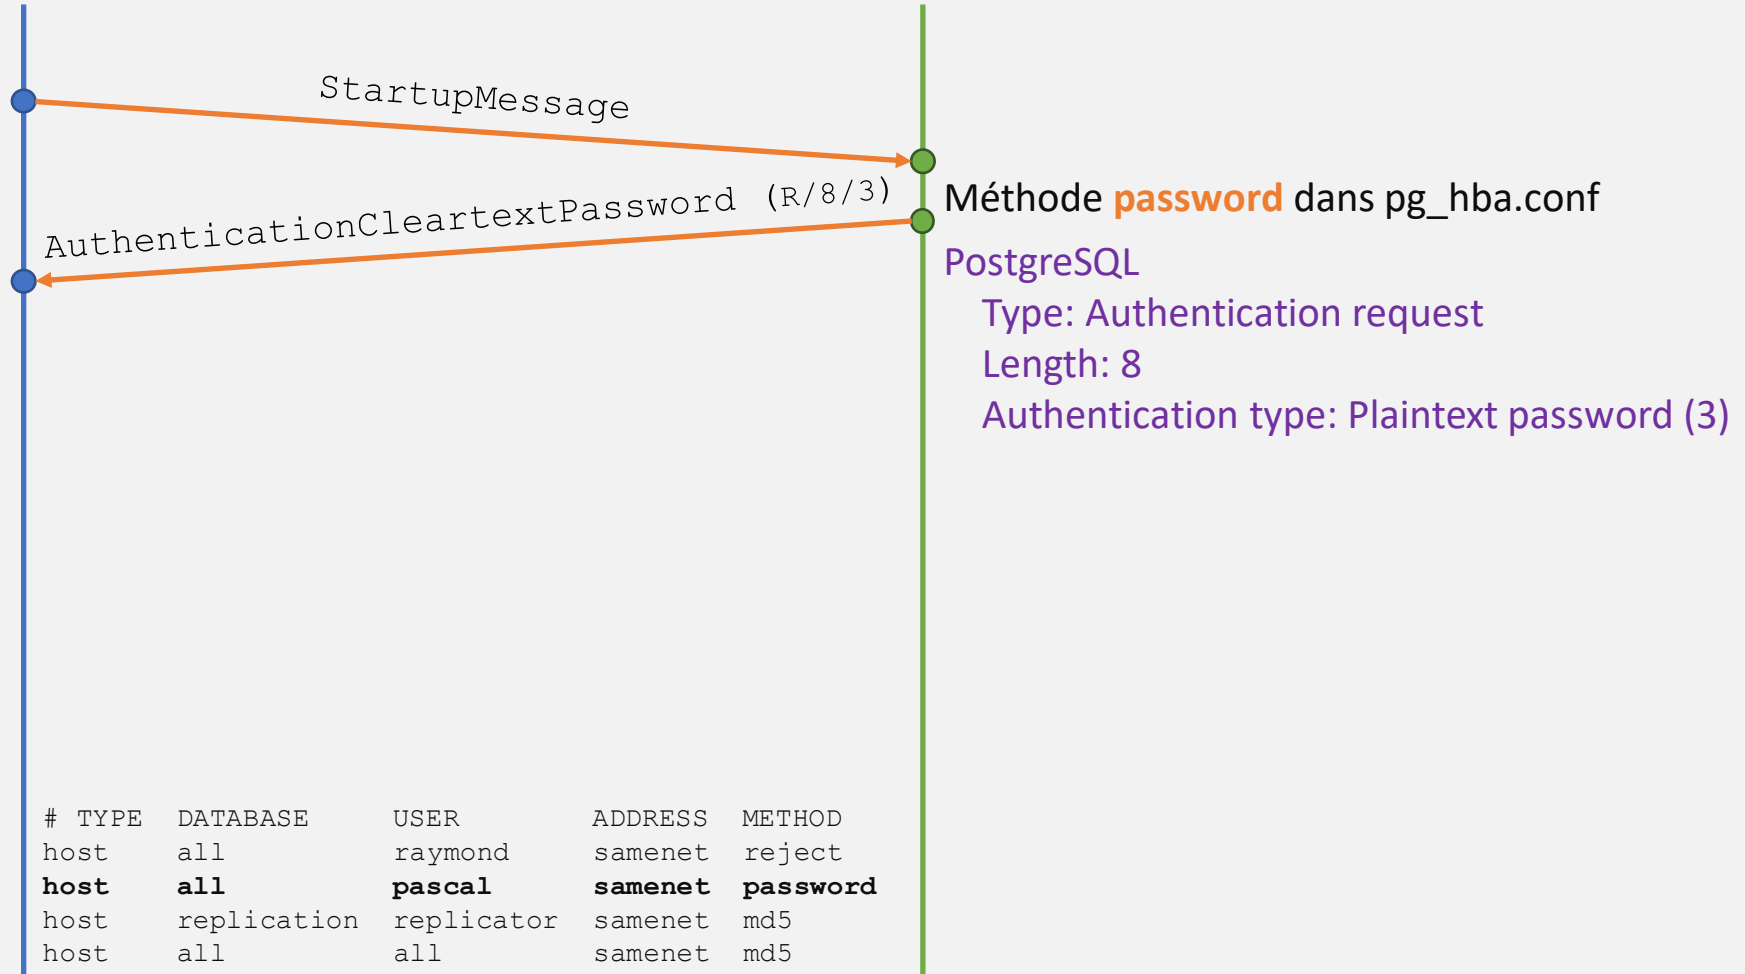 StartupMessage
AuthenticationCleartextPassword (R/8/3)
Méthode password dans pg_hba.conf
PostgreSQL
Type: Authentication request
Length: 8
Authentication type: Plaintext password (3)
# TYPE DATABASE USER ADDRESS METHOD
host all raymond samenet reject
host all pascal samenet password
host replication replicator samenet md5
host all all samenet md5